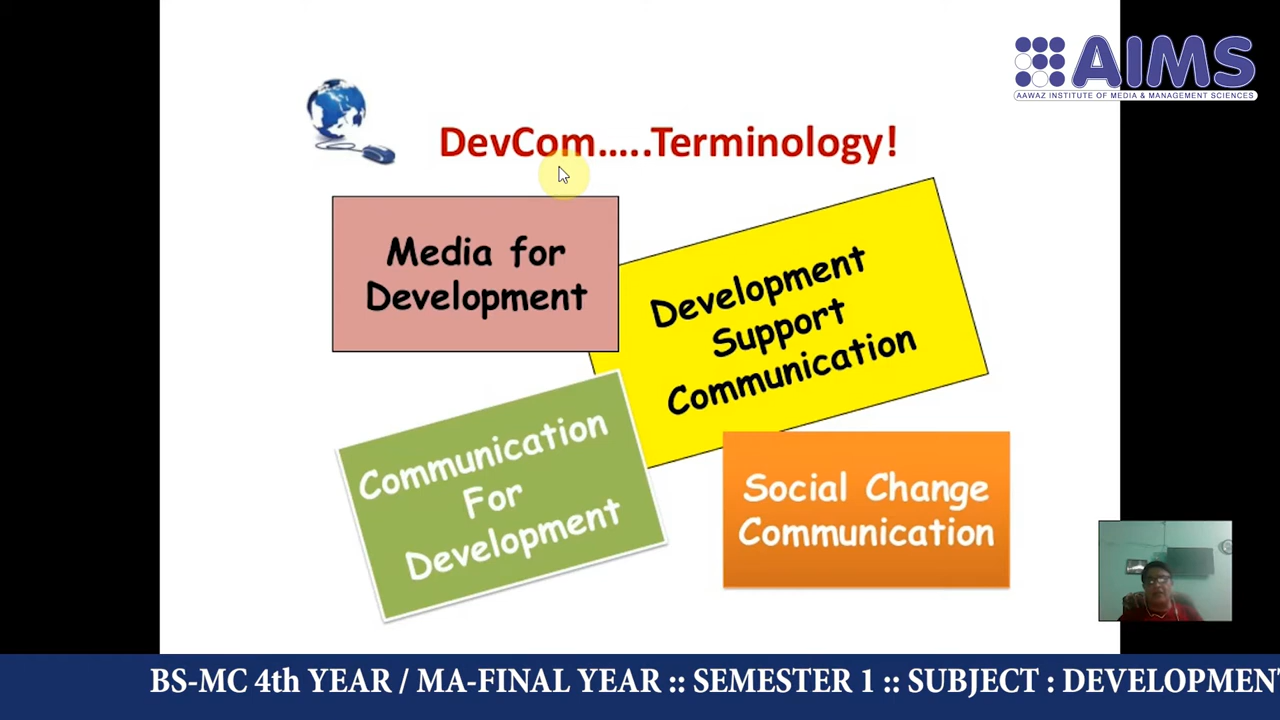 AIMS
AAWAZ INSTITUTE OF MEDIA & MANAGEMENT SCIENCES
DevCom.....Terminology!
Media for
Development
Development
Support
Communication
Communication
For
Development
Social Change
Communication
BS-MC 4th YEAR / MA-FINAL YEAR :: SEMESTER 1 :: SUBJECT : DEVELOPMENT